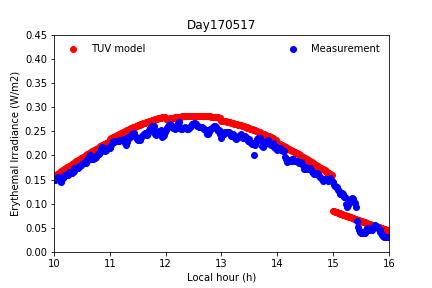 Day170517
TUV model
Measurement
Erythemal Irradiance (W/m2)
0.45
0.40
0.35
0.30
0.25
0.20
0.15
0.10
0.05
0.00
10 11 12 13 14 15 16
Local hour (h)